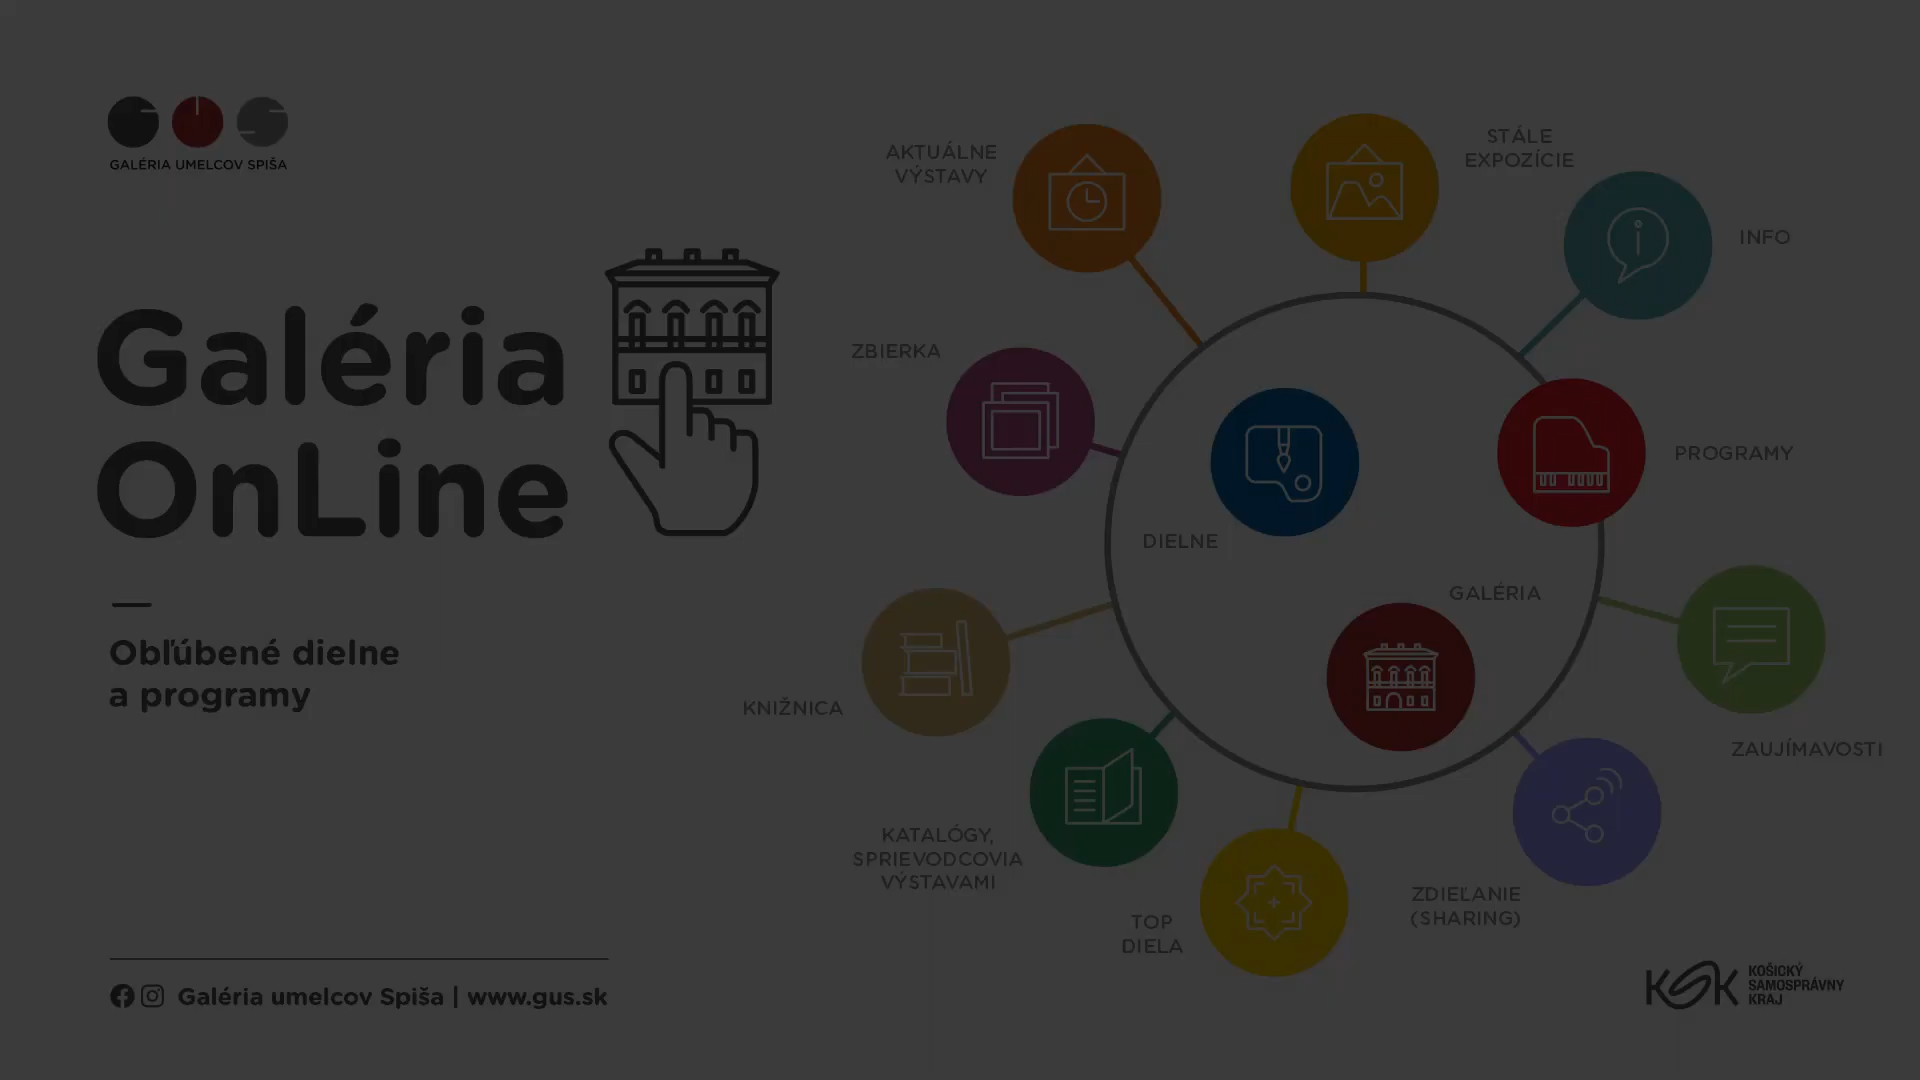 GALÉRIA UMELCOV SPIŠA
Galéria
OnLine
Obľúbené dielne
a programy
Galéria umelcov Spiša | www.gus.sk
AKTUÁLNE
VÝSTAVY
STÁLE
EXPOZÍCIE
INFO
ZBIERKA
PROGRAMY
DIELNE
GALÉRIA
KNIŽNICA
ZAUJÍMAVOSTI
KATALÓGY,
SPRIEVODCOVIA
VÝSTAVAMI
TOP
DIELA
ZDIEĽANIE
(SHARING)
KSK
KOŠICKÝ
SAMOSPRÁVNY
KRAJ